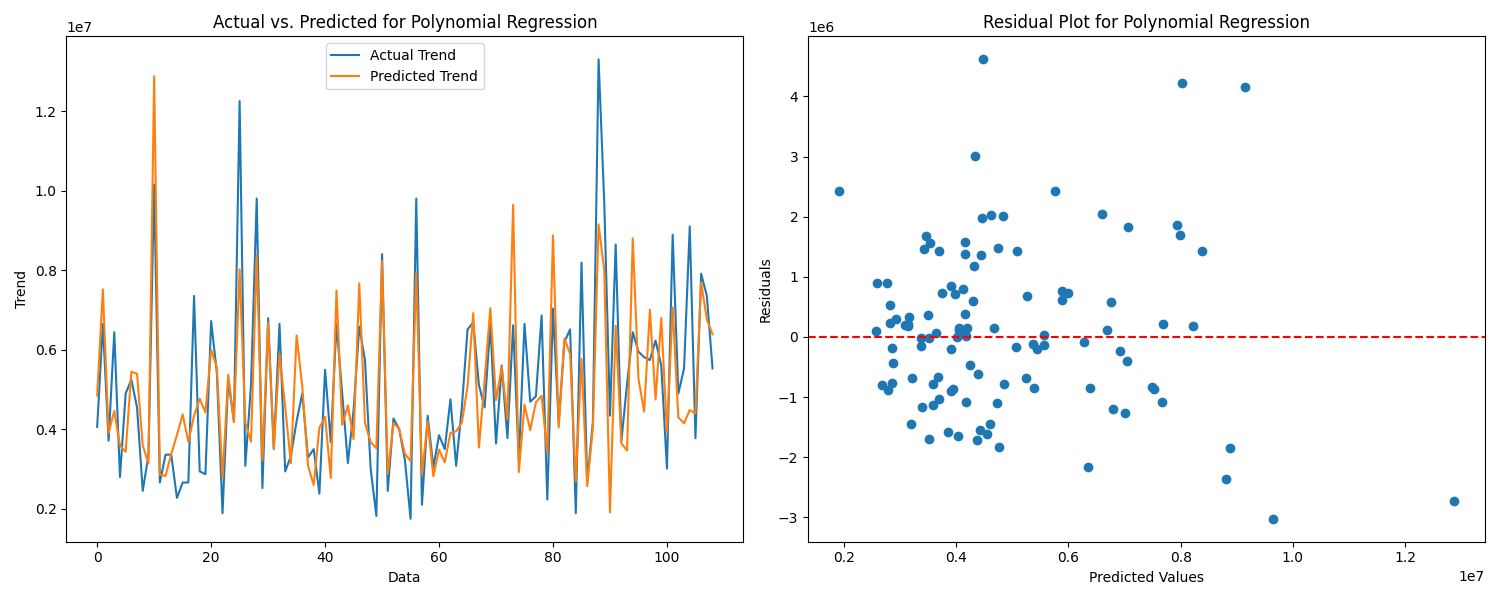 Actual vs. Predicted for Polynomial Regression
1e7
Actual Trend
Predicted Trend
Trend
1.2
1.0
0.8
0.6
0.4
0.2
0 20 40 60 80 100
Data
Residual Plot for Polynomial Regression
1e6
Residuals
4
3
2
1
0
−1
−2
−3
0.2 0.4 0.6 0.8 1.0 1.2
1e7
Predicted Values